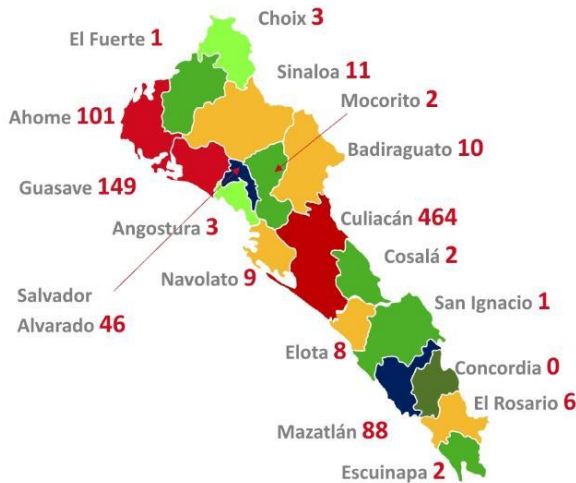 Choix 3
El Fuerte 1
Sinaloa 11
Mocorito 2
Ahome 101
Badiraguato 10
Guasave 149
Culiacán 464
Angostura 3
Cosalá 2
Navolato 9
Salvador
Alvarado 46
San Ignacio 1
Elota 8
Concordia 0
El Rosario 6
Mazatlán 88
Escuinapa 2